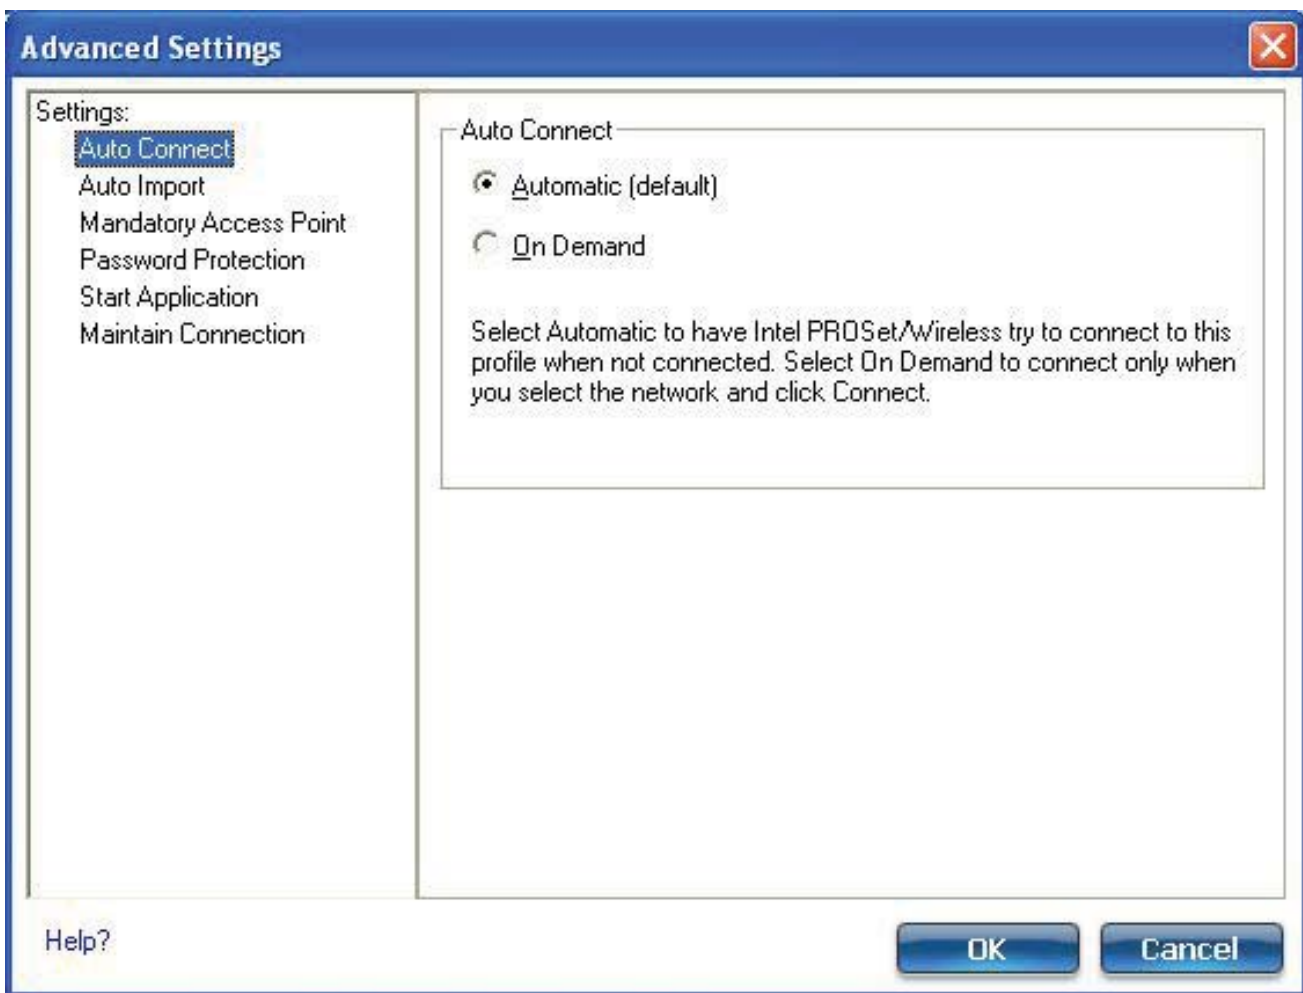 Advanced Settings
Settings:
Auto Connect
Auto Import
Mandatory Access Point
Password Protection
Start Application
Maintain Connection
Auto Connect
Automatic (default)
On Demand
Select Automatic to have Intel PROSet/Wireless try to connect to this
profile when not connected. Select On Demand to connect only when
you select the network and click Connect.
Help?
OK
Cancel